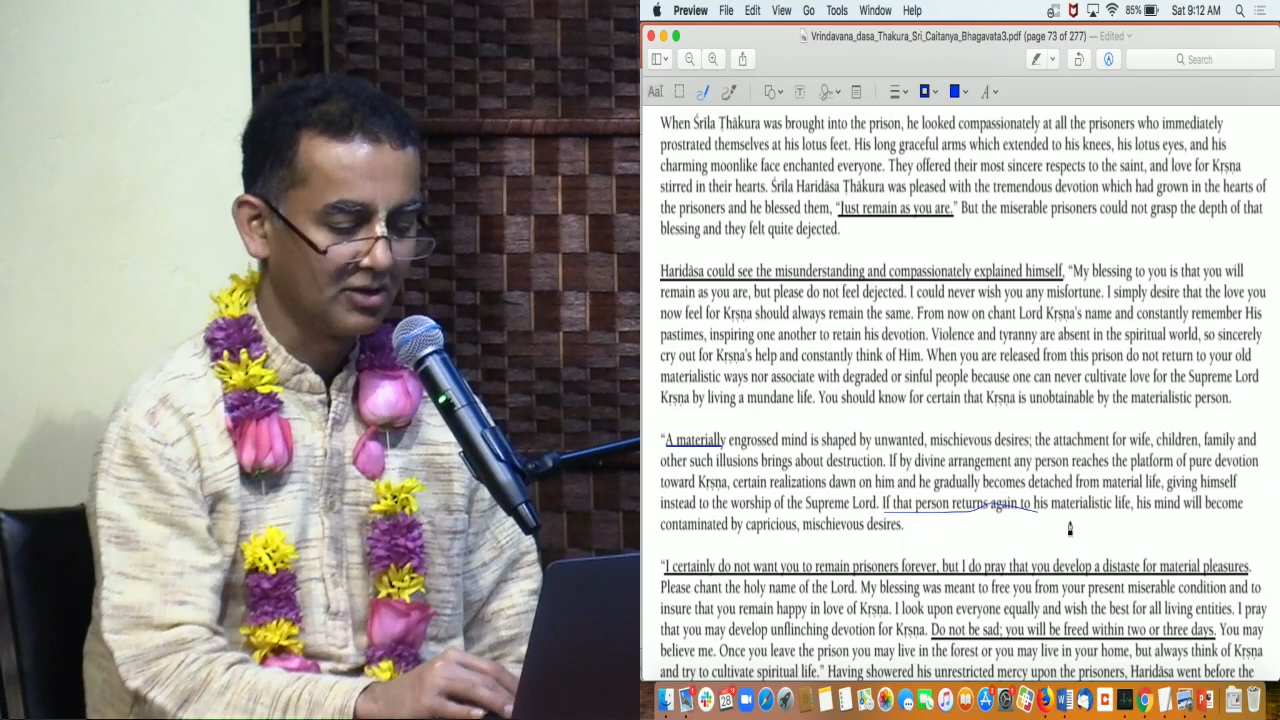 Preview File Edit View Go Tools Window Help 85% Sat 9:12 AM
Vrindavana_dasa_Thakura_Sri_Caitanya_Bhagavata3.pdf (page 73 of 277) — Edited
Search
When Śrīla Ṭhākura was brought into the prison, he looked compassionately at all the prisoners who immediately
prostrated themselves at his lotus feet. His long graceful arms which extended to his knees, his lotus eyes, and his
charming moonlike face enchanted everyone. They offered their most sincere respects to the saint, and love for Kṛṣṇa
stirred in their hearts. Śrīla Haridāsa Ṭhākura was pleased with the tremendous devotion which had grown in the hearts of
the prisoners and he blessed them, “Just remain as you are.” But the miserable prisoners could not grasp the depth of that
blessing and they felt quite dejected.
Haridāsa could see the misunderstanding and compassionately explained himself, “My blessing to you is that you will
remain as you are, but please do not feel dejected. I could never wish you any misfortune. I simply desire that the love you
now feel for Kṛṣṇa should always remain the same. From now on chant Lord Kṛṣṇa's name and constantly remember His
pastimes, inspiring one another to retain his devotion. Violence and tyranny are absent in the spiritual world, so sincerely
cry out for Kṛṣṇa's help and constantly think of Him. When you are released from this prison do not return to your old
materialistic ways nor associate with degraded or sinful people because one can never cultivate love for the Supreme Lord
Kṛṣṇa by living a mundane life. You should know for certain that Kṛṣṇa is unobtainable by the materialistic person.
“A materially engrossed mind is shaped by unwanted, mischievous desires; the attachment for wife, children, family and
other such illusions brings about destruction. If by divine arrangement any person reaches the platform of pure devotion
toward Kṛṣṇa, certain realizations dawn on him and he gradually becomes detached from material life, giving himself
instead to the worship of the Supreme Lord. If that person returns again to his materialistic life, his mind will become
contaminated by capricious, mischievous desires.
“I certainly do not want you to remain prisoners forever, but I do pray that you develop a distaste for material pleasures.
Please chant the holy name of the Lord. My blessing was meant to free you from your present miserable condition and to
insure that you remain happy in love of Kṛṣṇa. I look upon everyone equally and wish the best for all living entities. I pray
that you may develop unflinching devotion for Kṛṣṇa. Do not be sad; you will be freed within two or three days. You may
believe me. Once you leave the prison you may live in the forest or you may live in your home, but always think of Kṛṣṇa
and try to cultivate spiritual life.” Having showered his unrestricted mercy upon the prisoners, Haridāsa went before the